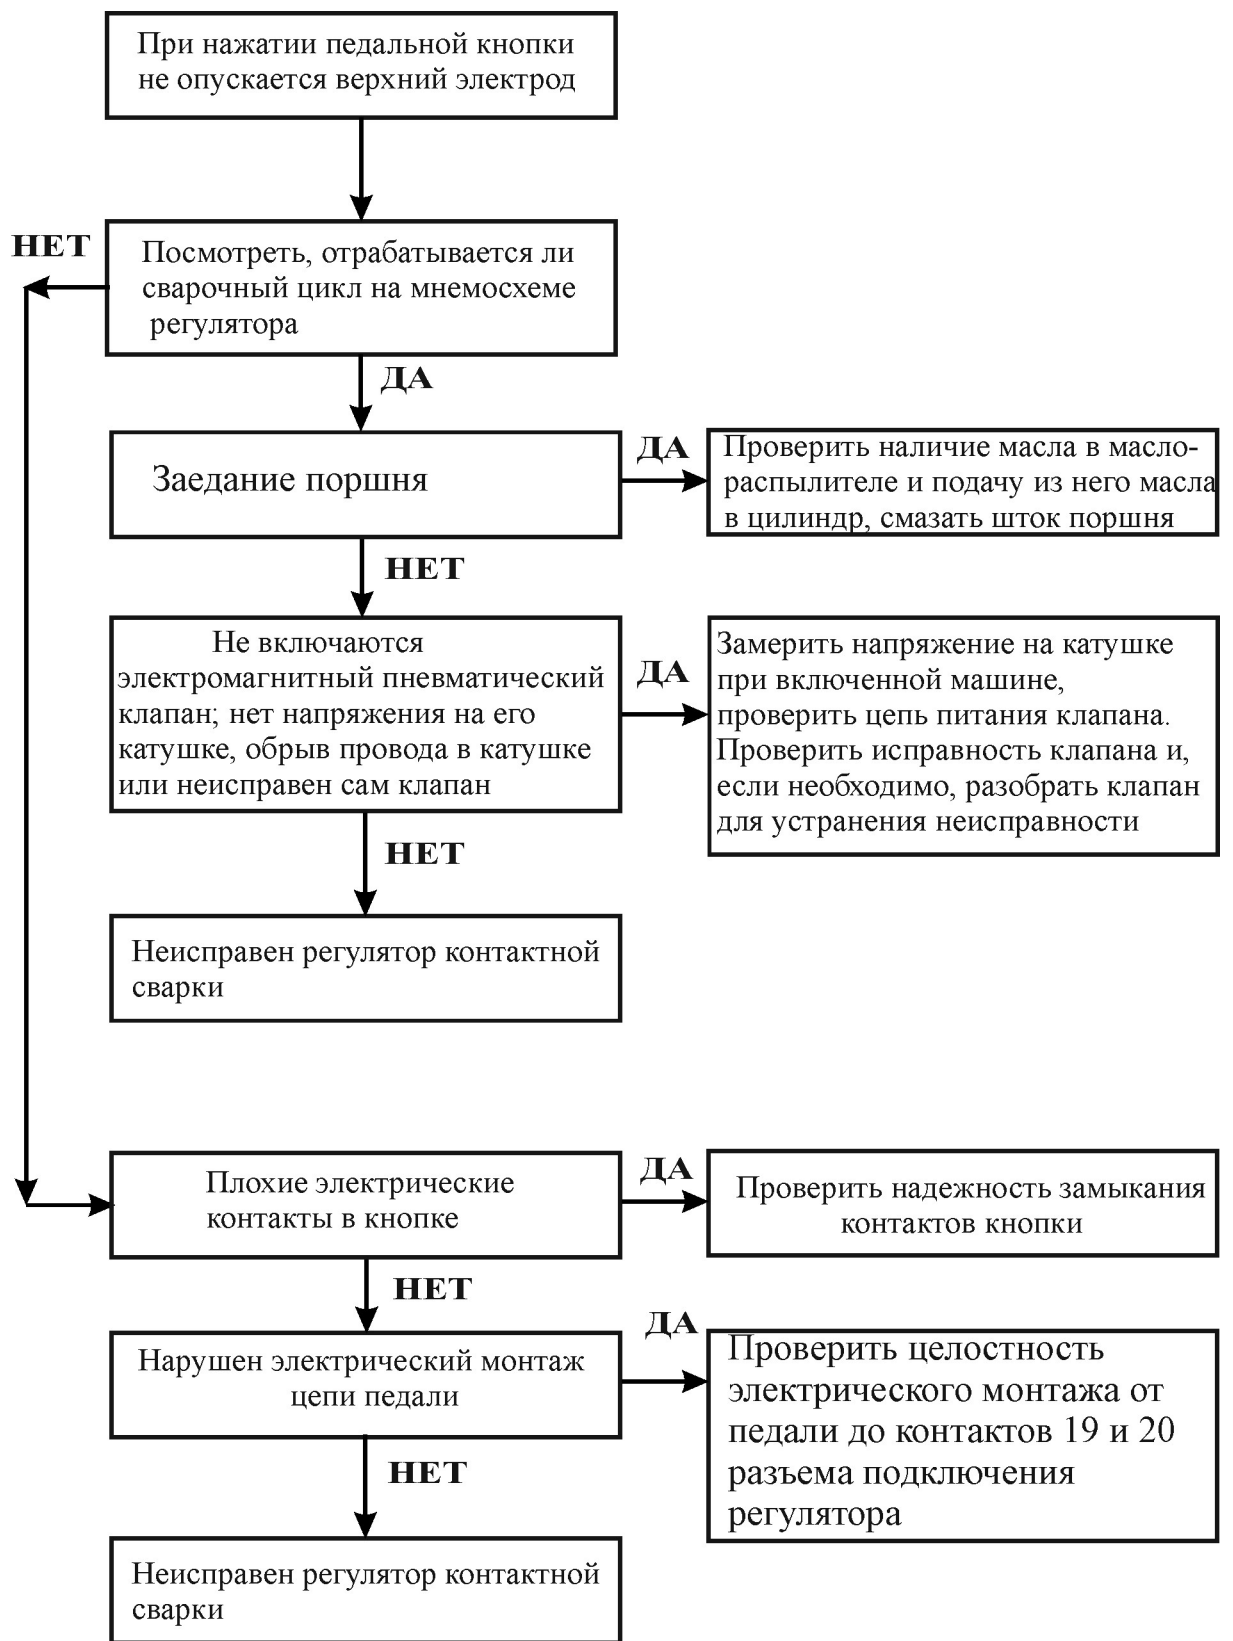 При нажатии педальной кнопки
не опускается верхний электрод
НЕТ
Посмотреть, отрабатывается ли
сварочный цикл на мнемосхеме
регулятора
ДА
Заедание поршня
ДА
Проверить наличие масла в масло-
распылителе и подачу из него масла
в цилиндр, смазать шток поршня
НЕТ
Не включаются
электромагнитный пневматический
клапан; нет напряжения на его
катушке, обрыв провода в катушке
или неисправен сам клапан
ДА
Замерить напряжение на катушке
при включенной машине,
проверить цепь питания клапана.
Проверить исправность клапана и,
если необходимо, разобрать клапан
для устранения неисправности
НЕТ
Неисправен регулятор контактной
сварки
Плохие электрические
контакты в кнопке
ДА
Проверить надежность замыкания
контактов кнопки
НЕТ
Нарушен электрический монтаж
цепи педали
ДА
Проверить целостность
электрического монтажа от
педали до контактов 19 и 20
разъема подключения
регулятора
НЕТ
Неисправен регулятор контактной
сварки